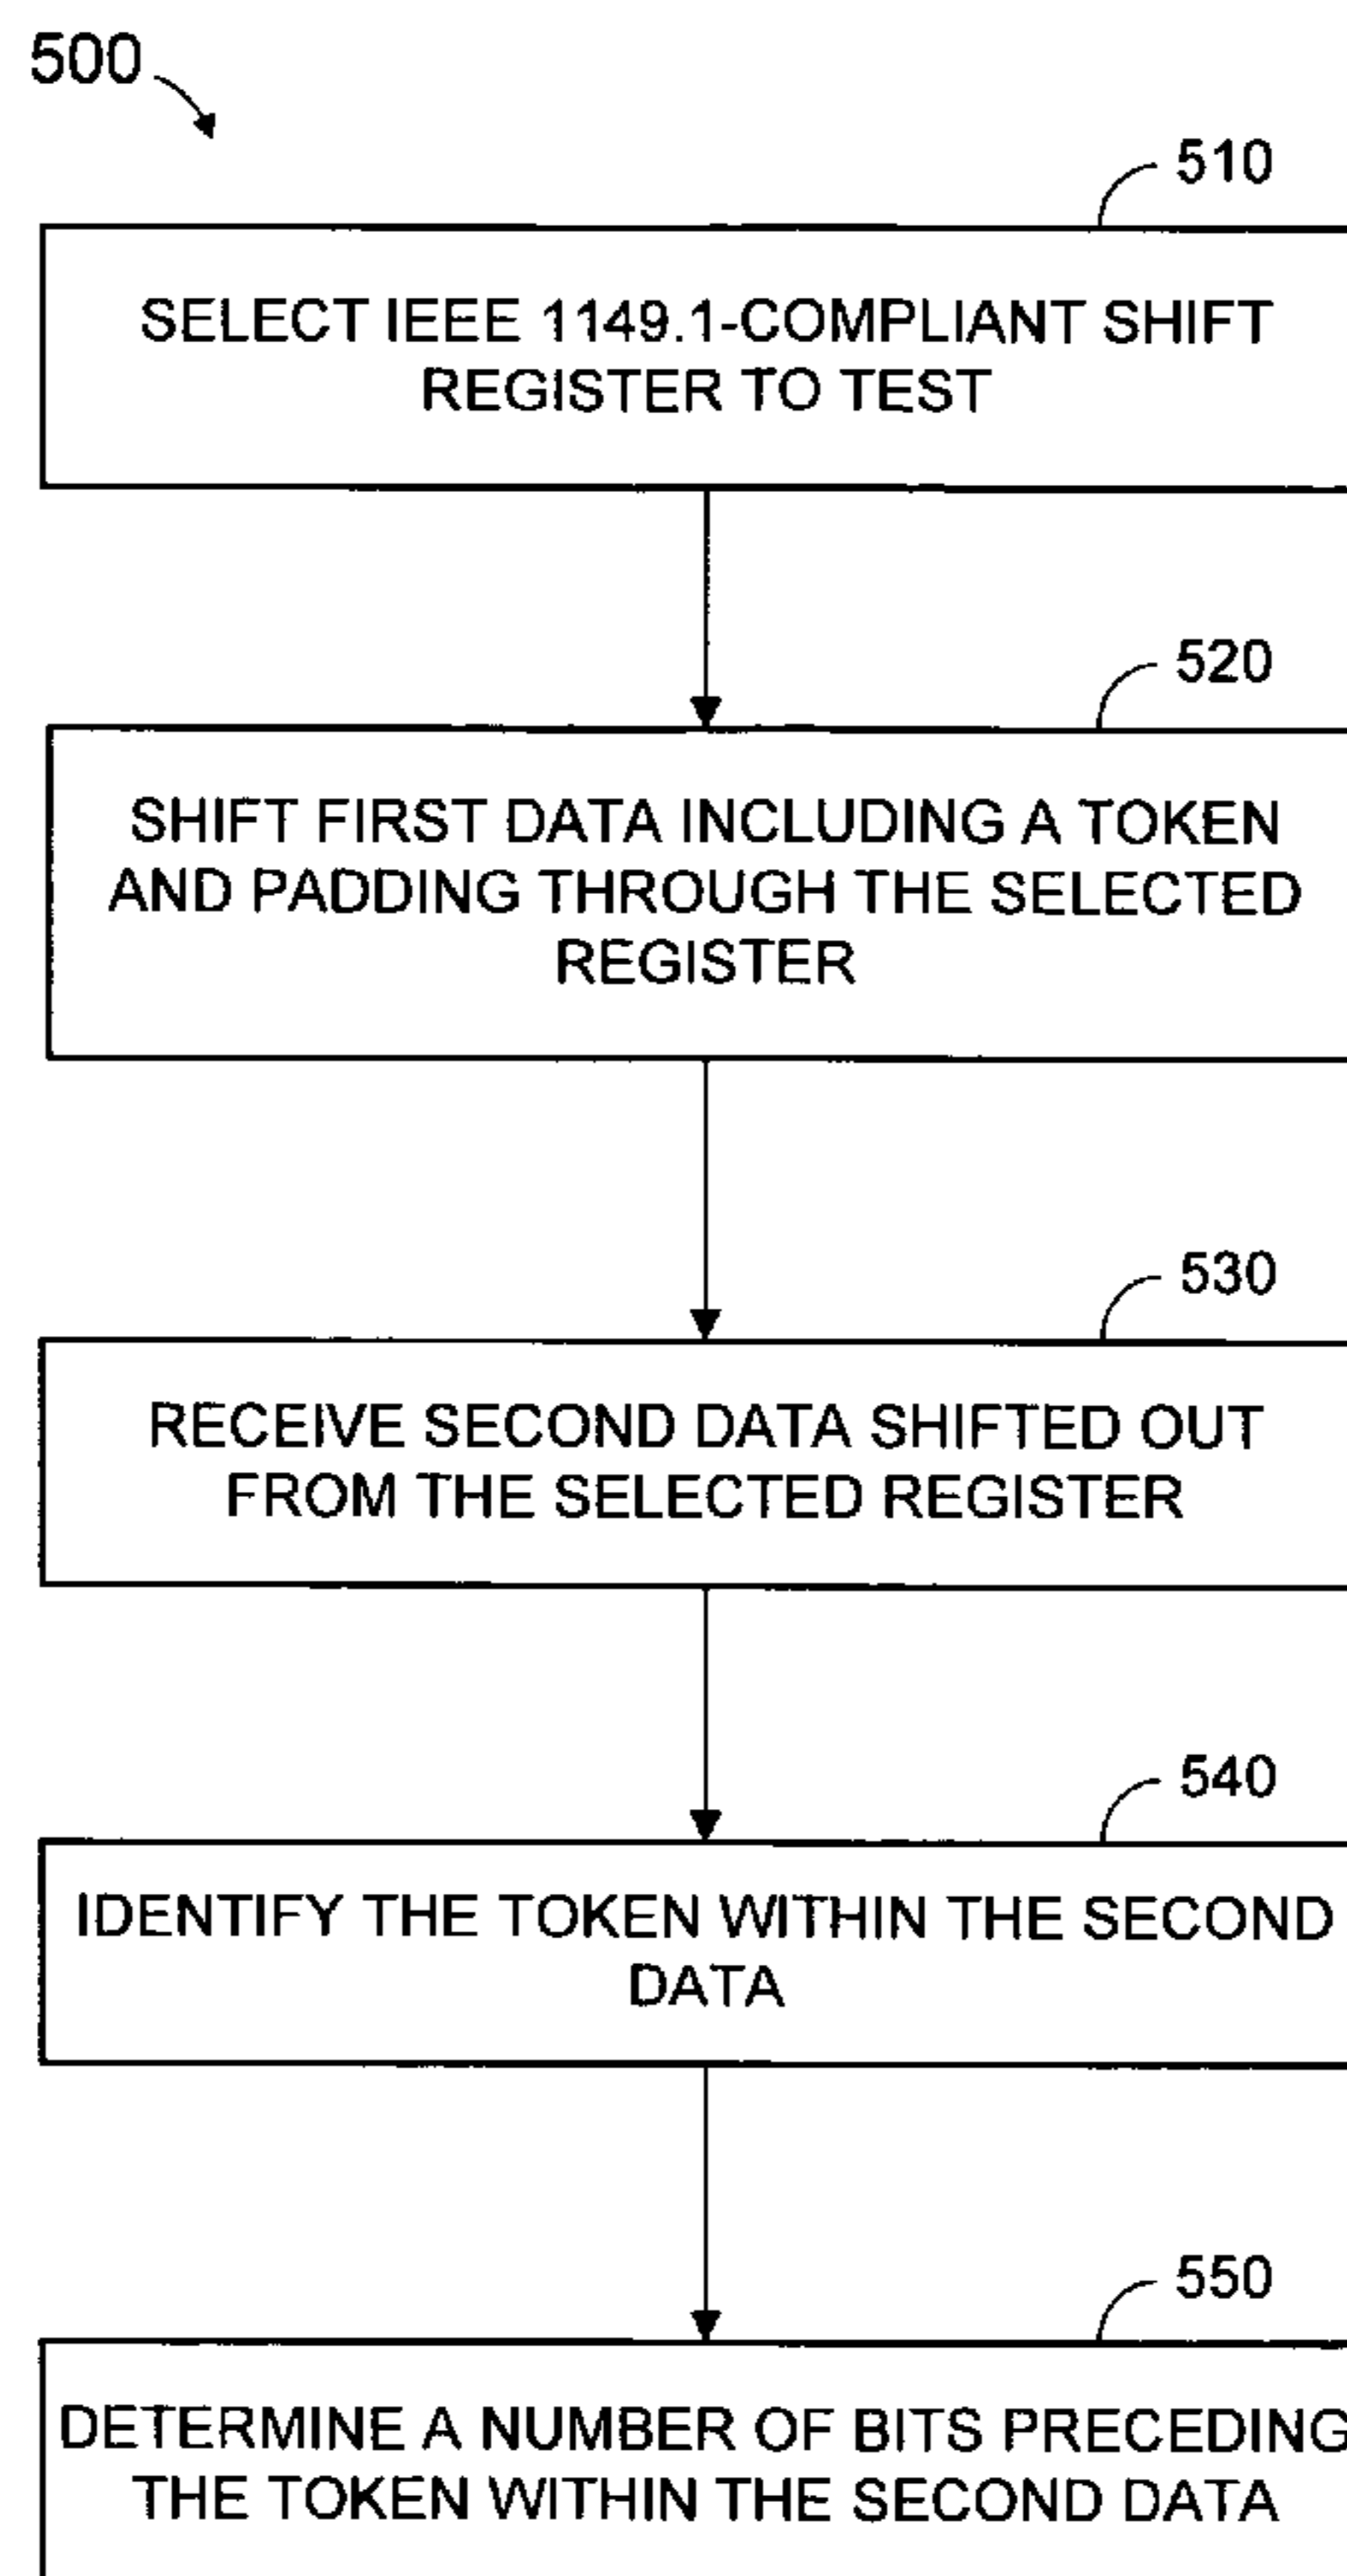 500
510
SELECT IEEE 1149.1-COMPLIANT SHIFT
REGISTER TO TEST
520
SHIFT FIRST DATA INCLUDING A TOKEN
AND PADDING THROUGH THE SELECTED
REGISTER
530
RECEIVE SECOND DATA SHIFTED OUT
FROM THE SELECTED REGISTER
540
IDENTIFY THE TOKEN WITHIN THE SECOND
DATA
550
DETERMINE A NUMBER OF BITS PRECEDING
THE TOKEN WITHIN THE SECOND DATA